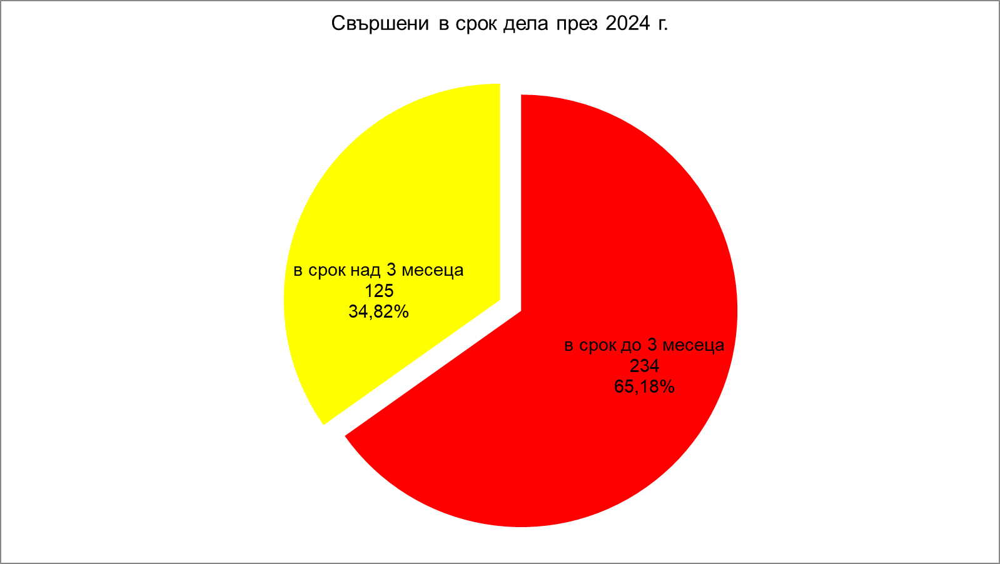 Свършени в срок дела през 2024 г.
в срок над 3 месеца
125
34,82%
в срок до 3 месеца
234
65,18%